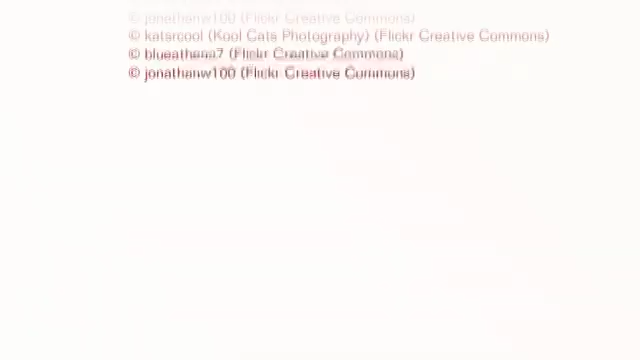 © jonathanw100 (Flickr Creative Commons)
© katsrcool (Kool Cats Photography) (Flickr Creative Commons)
© blueathena7 (Flickr Creative Commons)
© jonathanw100 (Flickr Creative Commons)